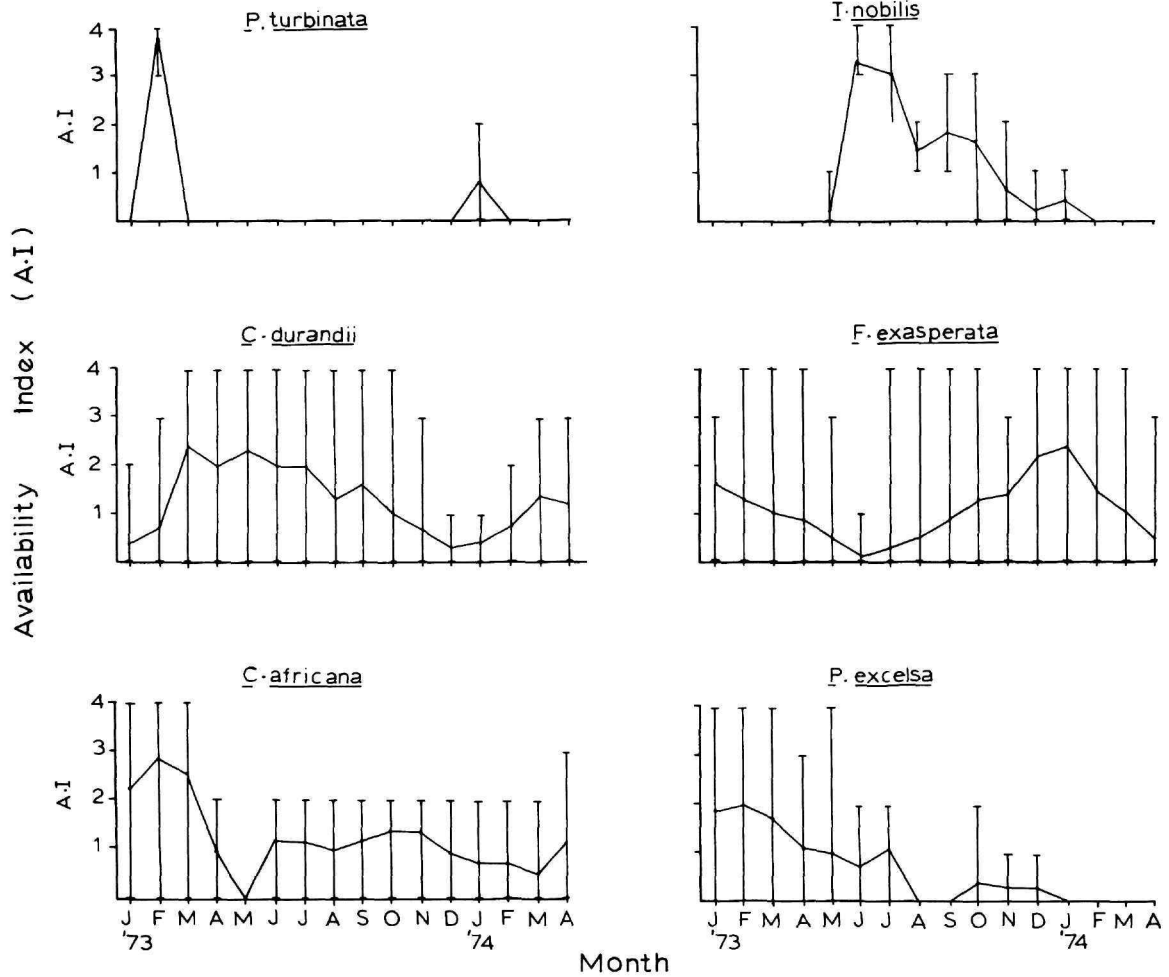 P. turbinata
T. nobilis
4
3
2
1
A.I
C. durandii
F. exasperata
4
3
2
1
A.I
C. africana
P. excelsa
4
3
2
1
A.I
J F M A M J J A S O N D J F M A
'73 '74
J F M A M J J A S O N D J F M A
'73 '74
Month
Availability Index (A.I)